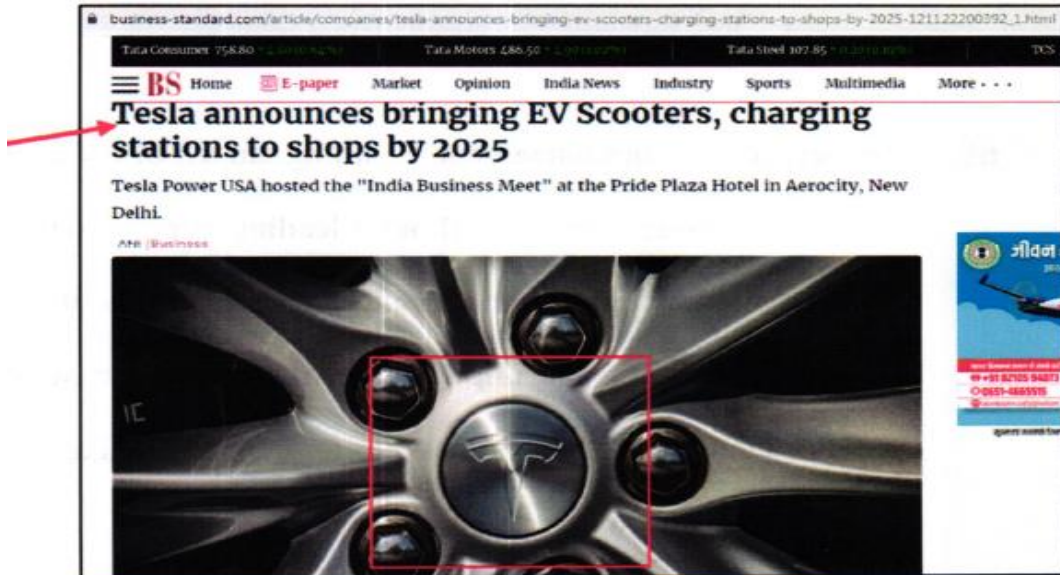 business-standard.com/article/companies/tesla-announces-bringing-ev-scooters-charging-stations-to-shops-by-2025-121122200392_1.html
Tata Consumer 758.80 Tata Motors 486.50 Tata Steel 107.85 TCS
BS Home E-paper Market Opinion India News Industry Sports Multimedia More
Tesla announces bringing EV Scooters, charging
stations to shops by 2025
Tesla Power USA hosted the "India Business Meet" at the Pride Plaza Hotel in Aerocity, New
Delhi.
ANI | Business
जीवन